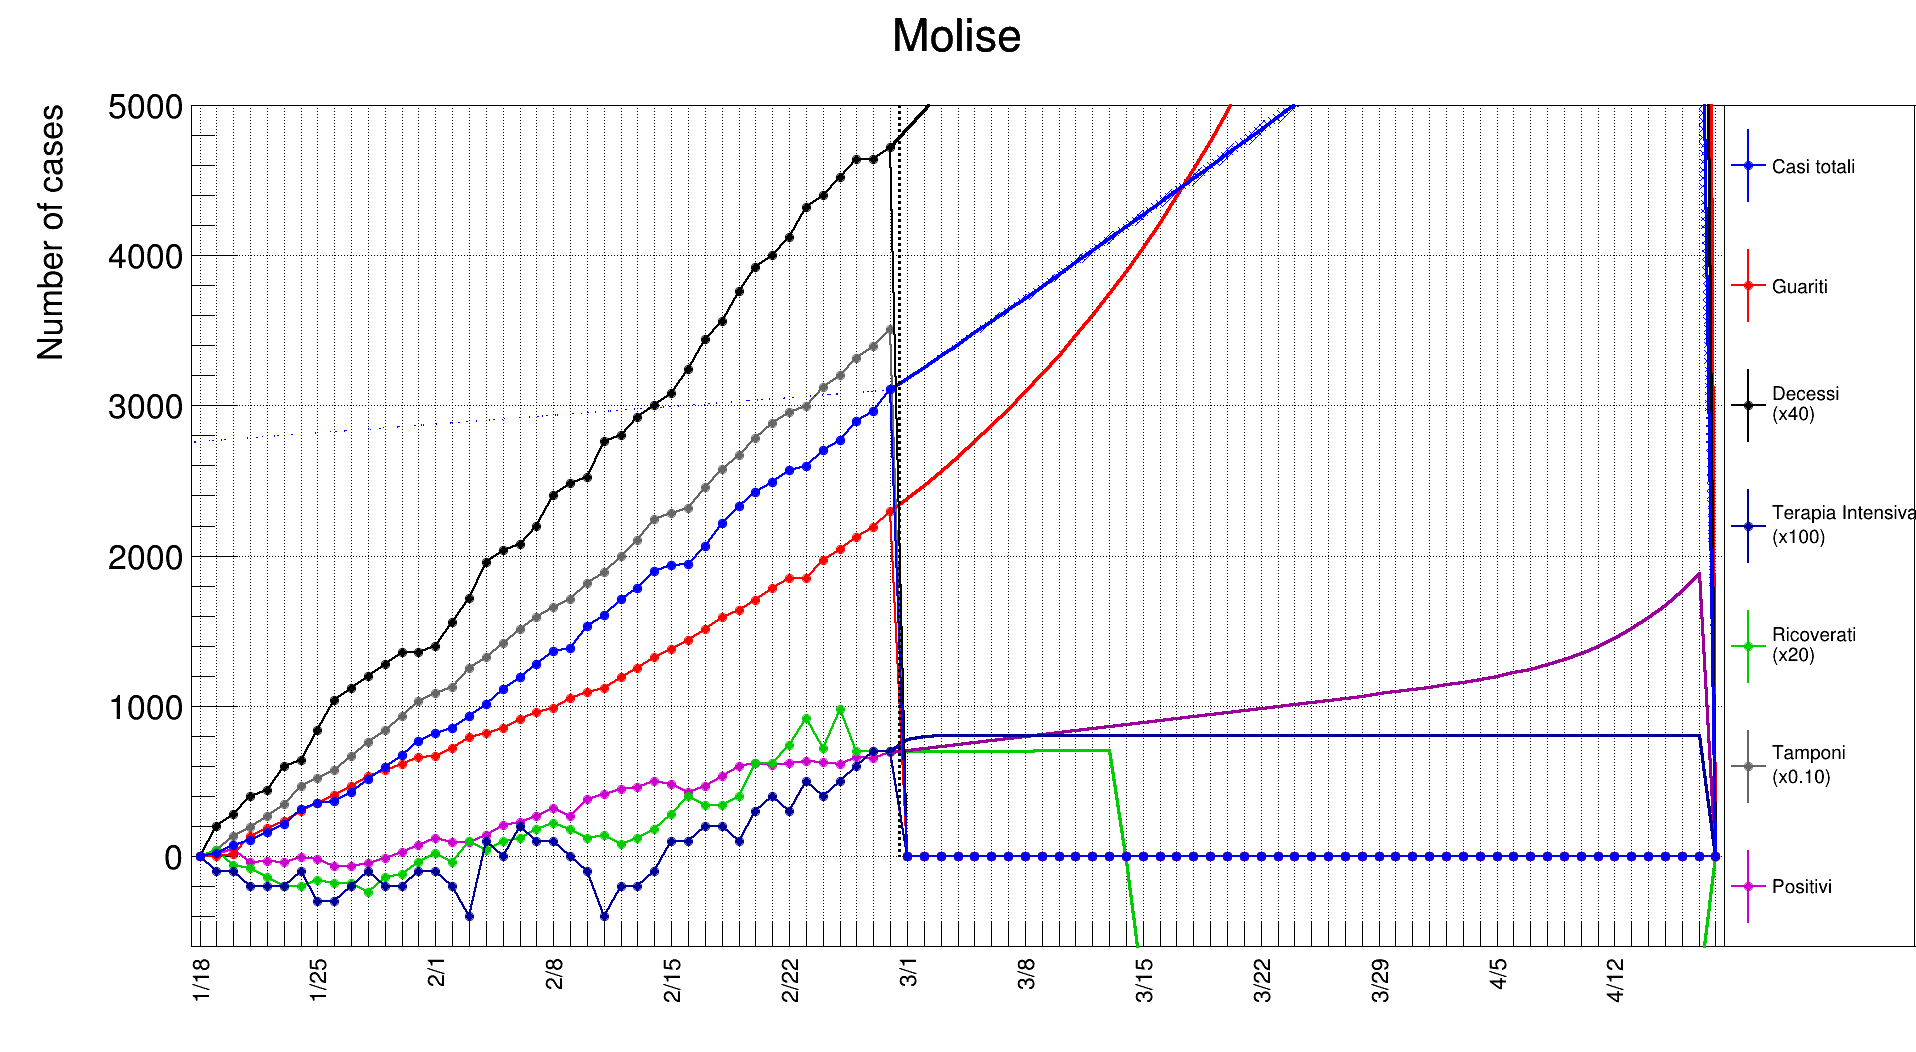 Molise
Number of cases
5000
4000
3000
2000
1000
0
1/18
1/25
2/1
2/8
2/15
2/22
3/1
3/8
3/15
3/22
3/29
4/5
4/12
Casi totali
Guariti
Decessi
(x40)
Terapia Intensiva
(x100)
Ricoverati
(x20)
Tamponi
(x0.10)
Positivi